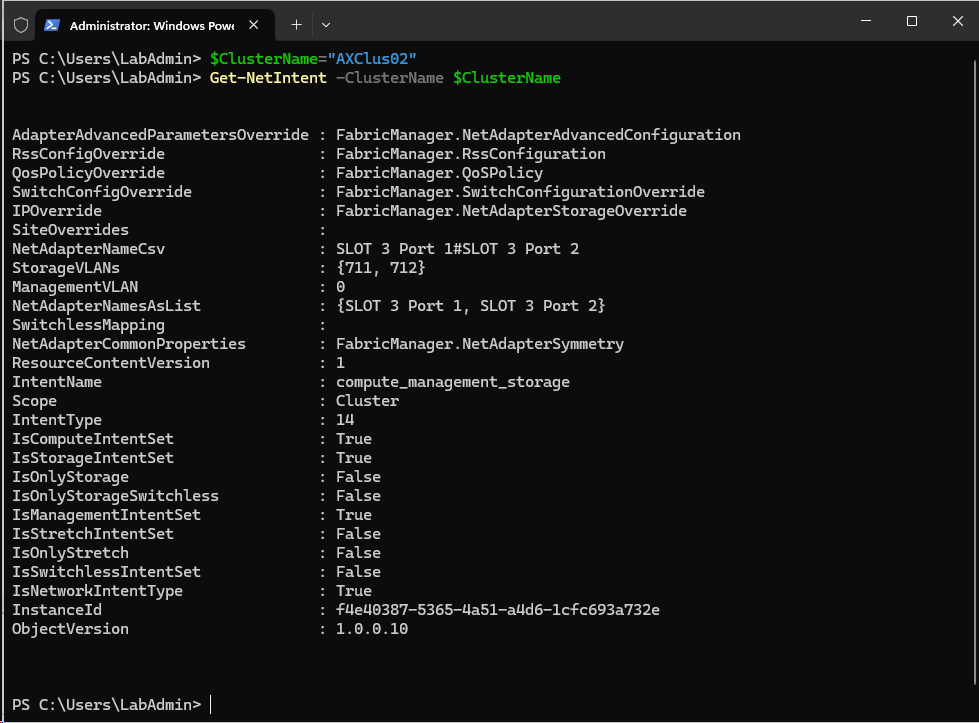 Administrator: Windows Powe
PS C:\Users\LabAdmin> $ClusterName="AXClus02"
PS C:\Users\LabAdmin> Get-NetIntent -ClusterName $ClusterName
AdapterAdvancedParametersOverride : FabricManager.NetAdapterAdvancedConfiguration
RssConfigOverride : FabricManager.RssConfiguration
QosPolicyOverride : FabricManager.QoSPolicy
SwitchConfigOverride : FabricManager.SwitchConfigurationOverride
IPOverride : FabricManager.NetAdapterStorageOverride
SiteOverrides :
NetAdapterNameCsv : SLOT 3 Port 1#SLOT 3 Port 2
StorageVLANs : {711, 712}
ManagementVLAN : 0
NetAdapterNamesAsList : {SLOT 3 Port 1, SLOT 3 Port 2}
SwitchlessMapping :
NetAdapterCommonProperties : FabricManager.NetAdapterSymmetry
ResourceContentVersion : 1
IntentName : compute_management_storage
Scope : Cluster
IntentType : 14
IsComputeIntentSet : True
IsStorageIntentSet : True
IsOnlyStorage : False
IsOnlyStorageSwitchless : False
IsManagementIntentSet : True
IsStretchIntentSet : False
IsOnlyStretch : False
IsSwitchlessIntentSet : False
IsNetworkIntentType : True
InstanceId : f4e40387-5365-4a51-a4d6-1cfc693a732e
ObjectVersion : 1.0.0.10
PS C:\Users\LabAdmin>